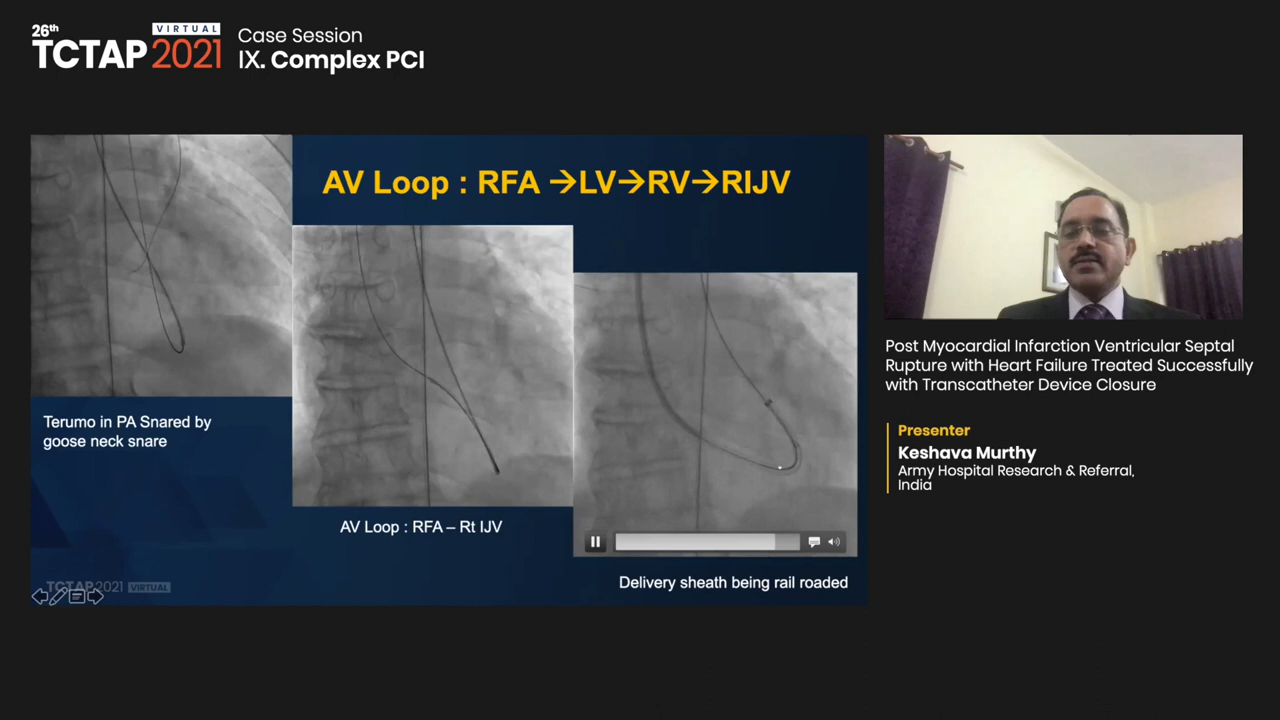 26th
VIRTUAL
TCTAP 2021
Case Session
IX. Complex PCI
AV Loop : RFA →LV→RV→RIJV
Terumo in PA Snared by
goose neck snare
AV Loop : RFA – Rt IJV
Delivery sheath being rail roaded
TCTAP2021 VIRTUAL
Post Myocardial Infarction Ventricular Septal
Rupture with Heart Failure Treated Successfully
with Transcatheter Device Closure
Presenter
Keshava Murthy
Army Hospital Research & Referral,
India